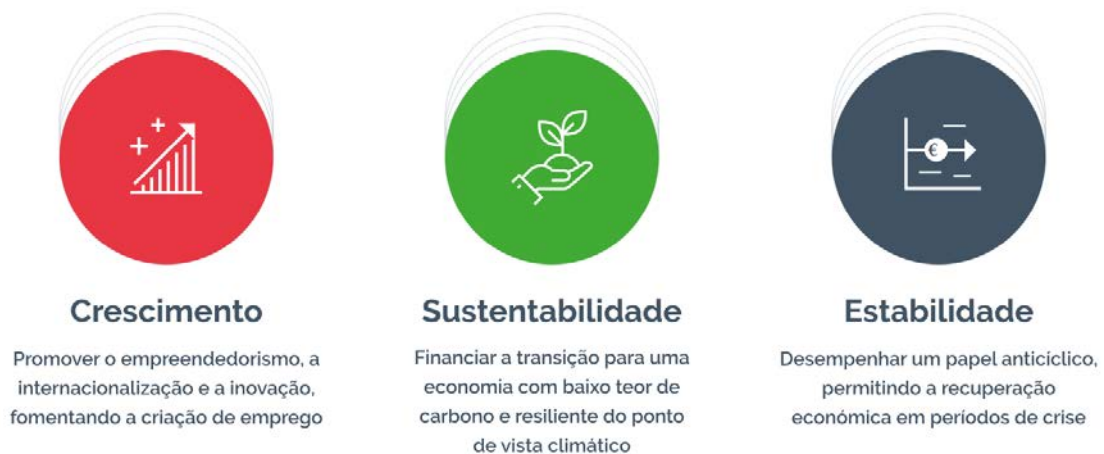 Crescimento
Promover o empreendedorismo, a
internacionalização e a inovação,
fomentando a criação de emprego
Sustentabilidade
Financiar a transição para uma
economia com baixo teor de
carbono e resiliente do ponto
de vista climático
€
Estabilidade
Desempenhar um papel anticíclico,
permitindo a recuperação
económica em períodos de crise